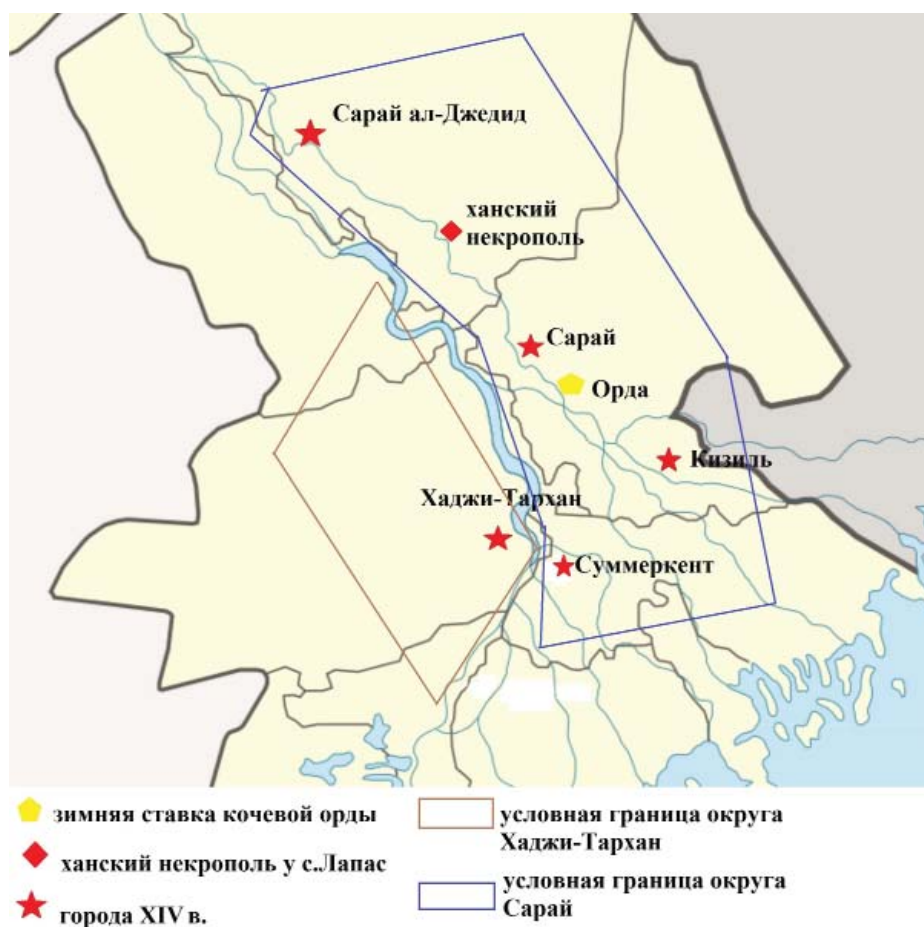 Сарай ал-Джедид
ханский
некрополь
Сарай
Орда
Кизиль
Хаджи-Тархан
Суммеркент
зимняя ставка кочевой орды
ханский некрополь у с.Лапас
города XIV в.
условная граница округа
Хаджи-Тархан
условная граница округа
Сарай